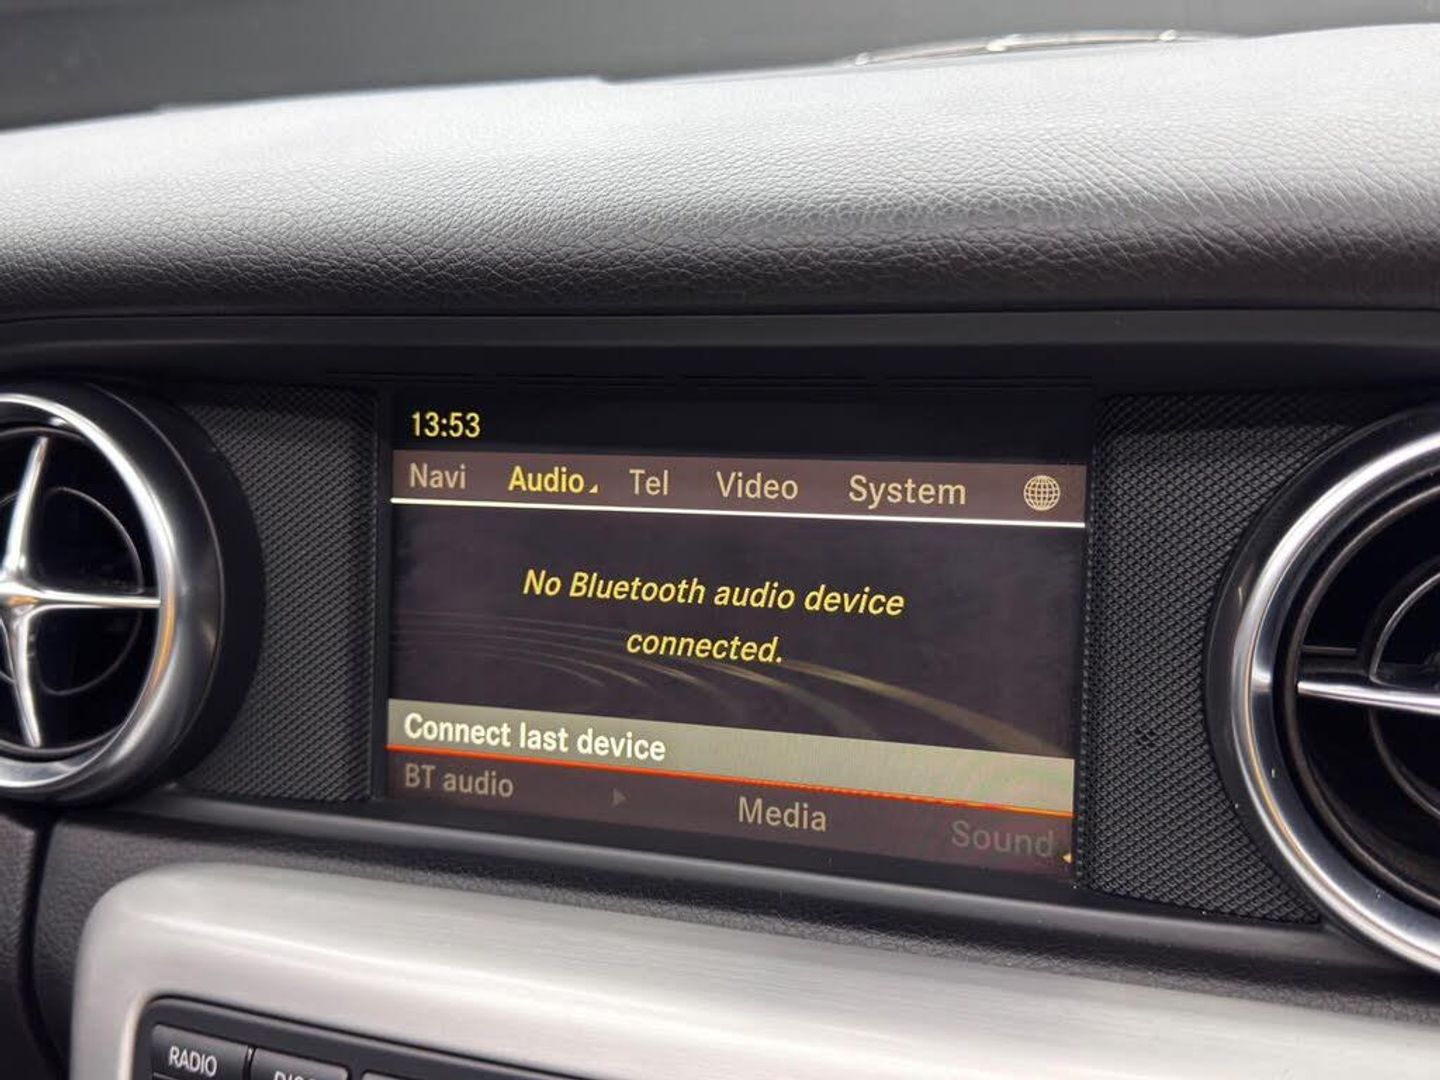 13:53
Navi Audio Tel Video System
No Bluetooth audio device
connected.
Connect last device
BT audio Media Sound
RADIO